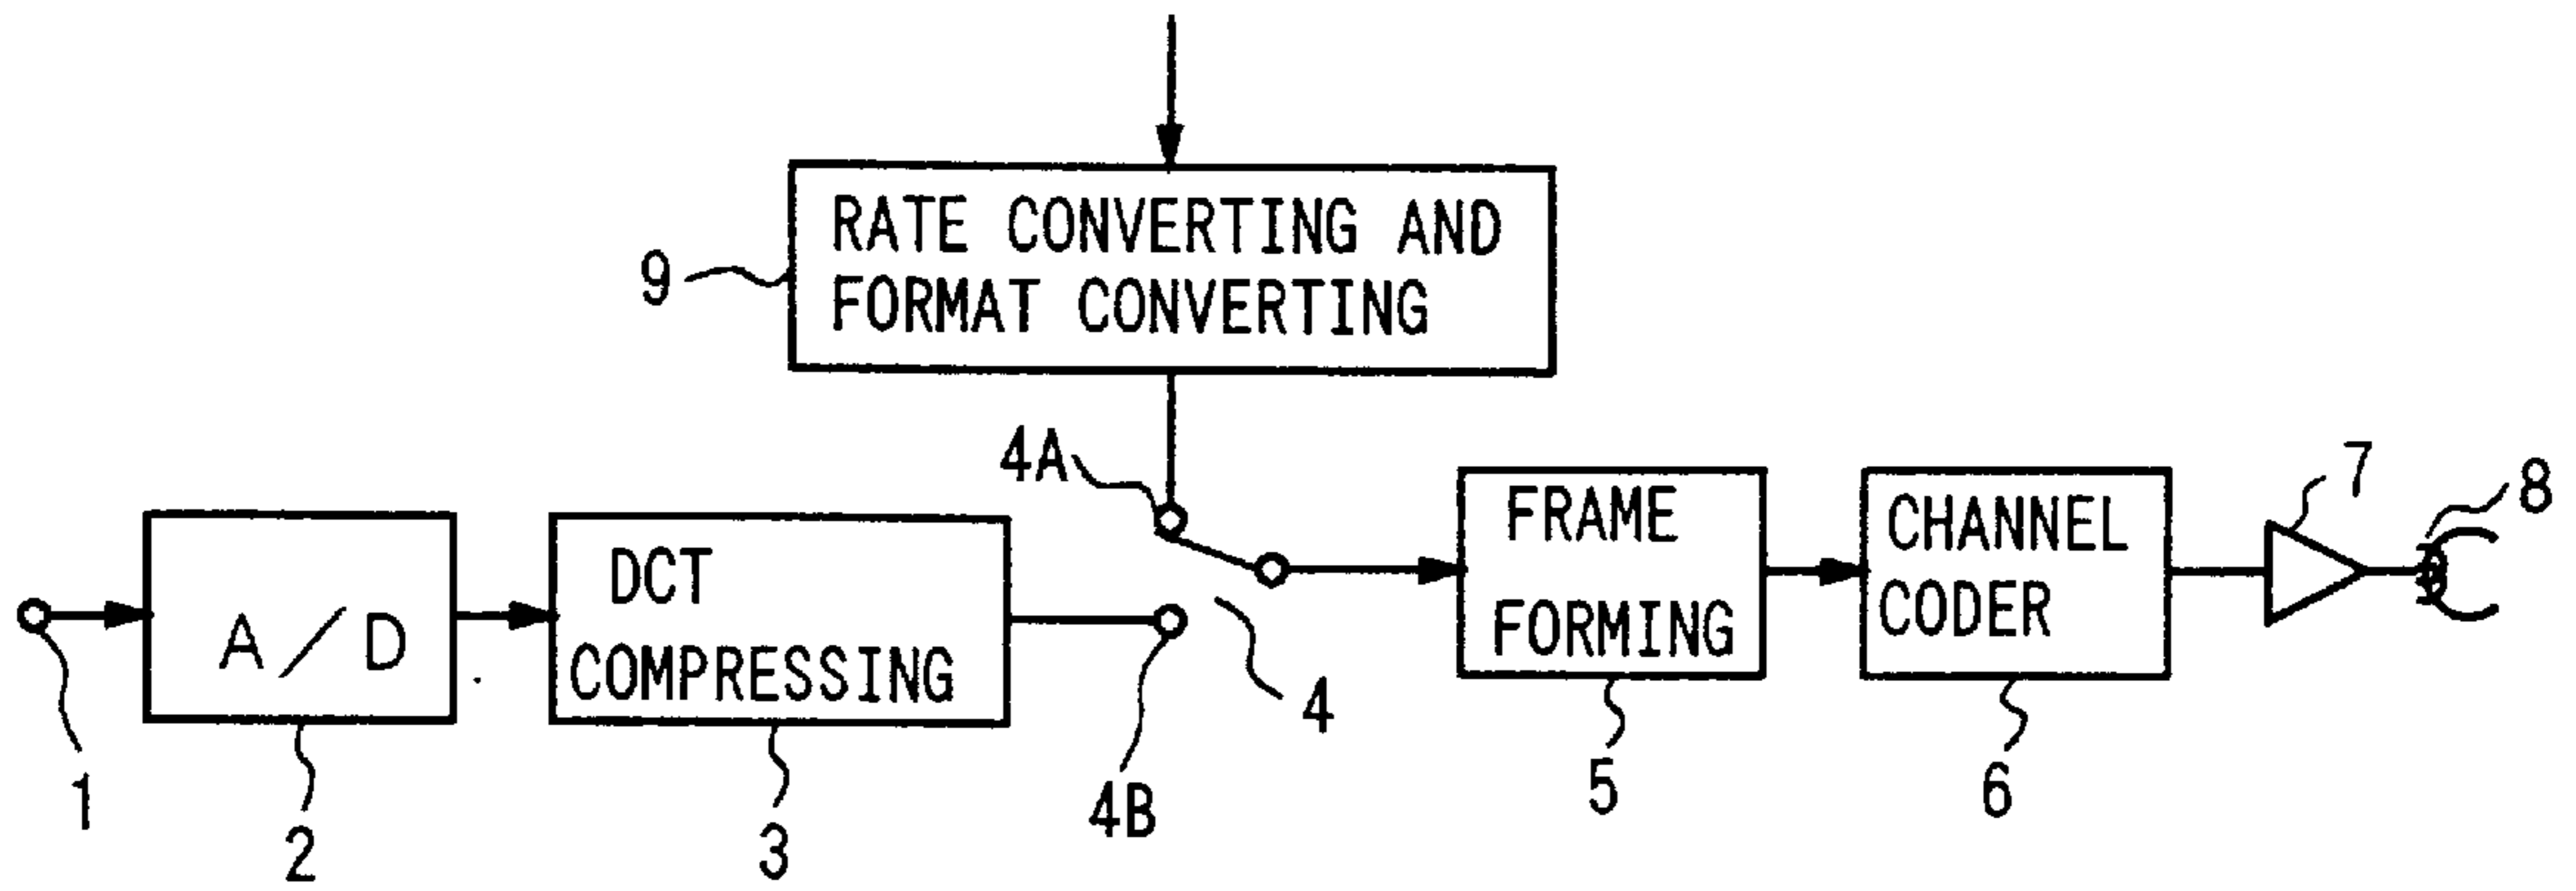 RATE CONVERTING AND
FORMAT CONVERTING
9
4A
7
8
FRAME
FORMING
CHANNEL
CODER
DCT
COMPRESSING
A/D
4
1
2
3
4B
5
6